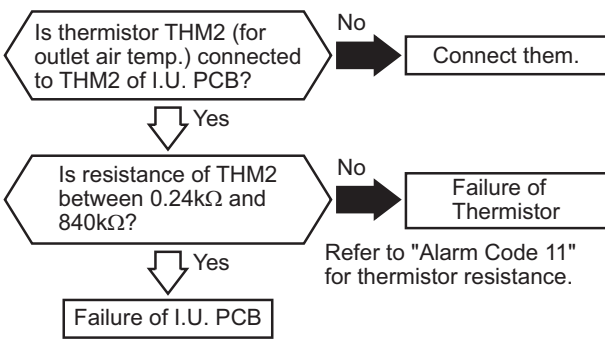 Is thermistor THM2 (for
outlet air temp.) connected
to THM2 of I.U. PCB?
No
Connect them.
Yes
Is resistance of THM2
between 0.24kΩ and
840kΩ?
No
Failure of
Thermistor
Refer to "Alarm Code 11"
for thermistor resistance.
Yes
Failure of I.U. PCB